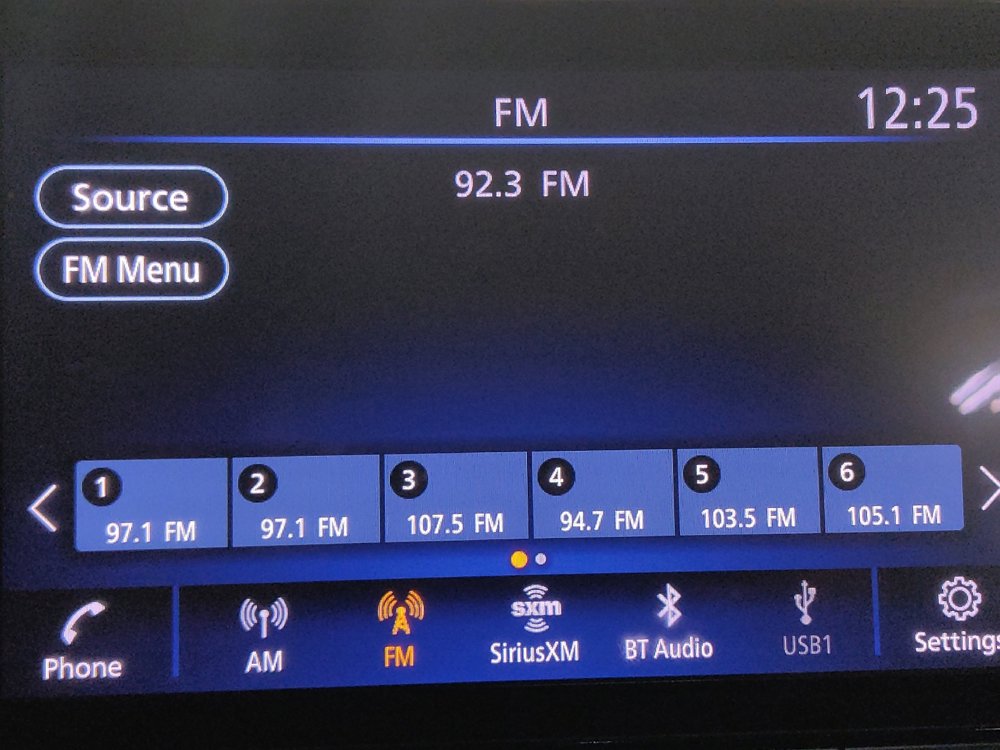 FM
12:25
Source
92.3 FM
FM Menu
1 2 3 4 5 6
97.1 FM 97.1 FM 107.5 FM 94.7 FM 103.5 FM 105.1 FM
sxm
Phone AM FM SiriusXM BT Audio USB1 Settings